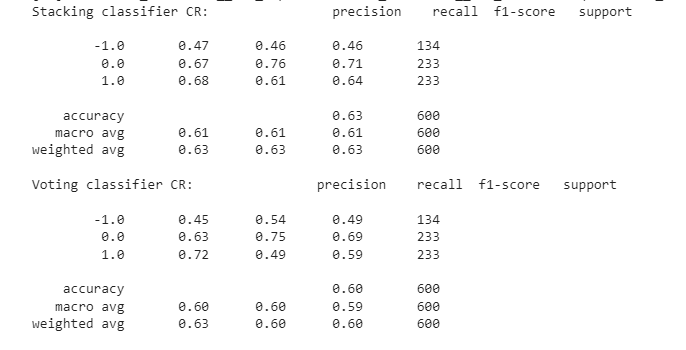 Stacking classifier CR: precision recall f1-score support
-1.0 0.47 0.46 0.46 134
0.0 0.67 0.76 0.71 233
1.0 0.68 0.61 0.64 233
accuracy 0.63 600
macro avg 0.61 0.61 0.61 600
weighted avg 0.63 0.63 0.63 600
Voting classifier CR: precision recall f1-score support
-1.0 0.45 0.54 0.49 134
0.0 0.63 0.75 0.69 233
1.0 0.72 0.49 0.59 233
accuracy 0.60 600
macro avg 0.60 0.60 0.59 600
weighted avg 0.63 0.60 0.60 600